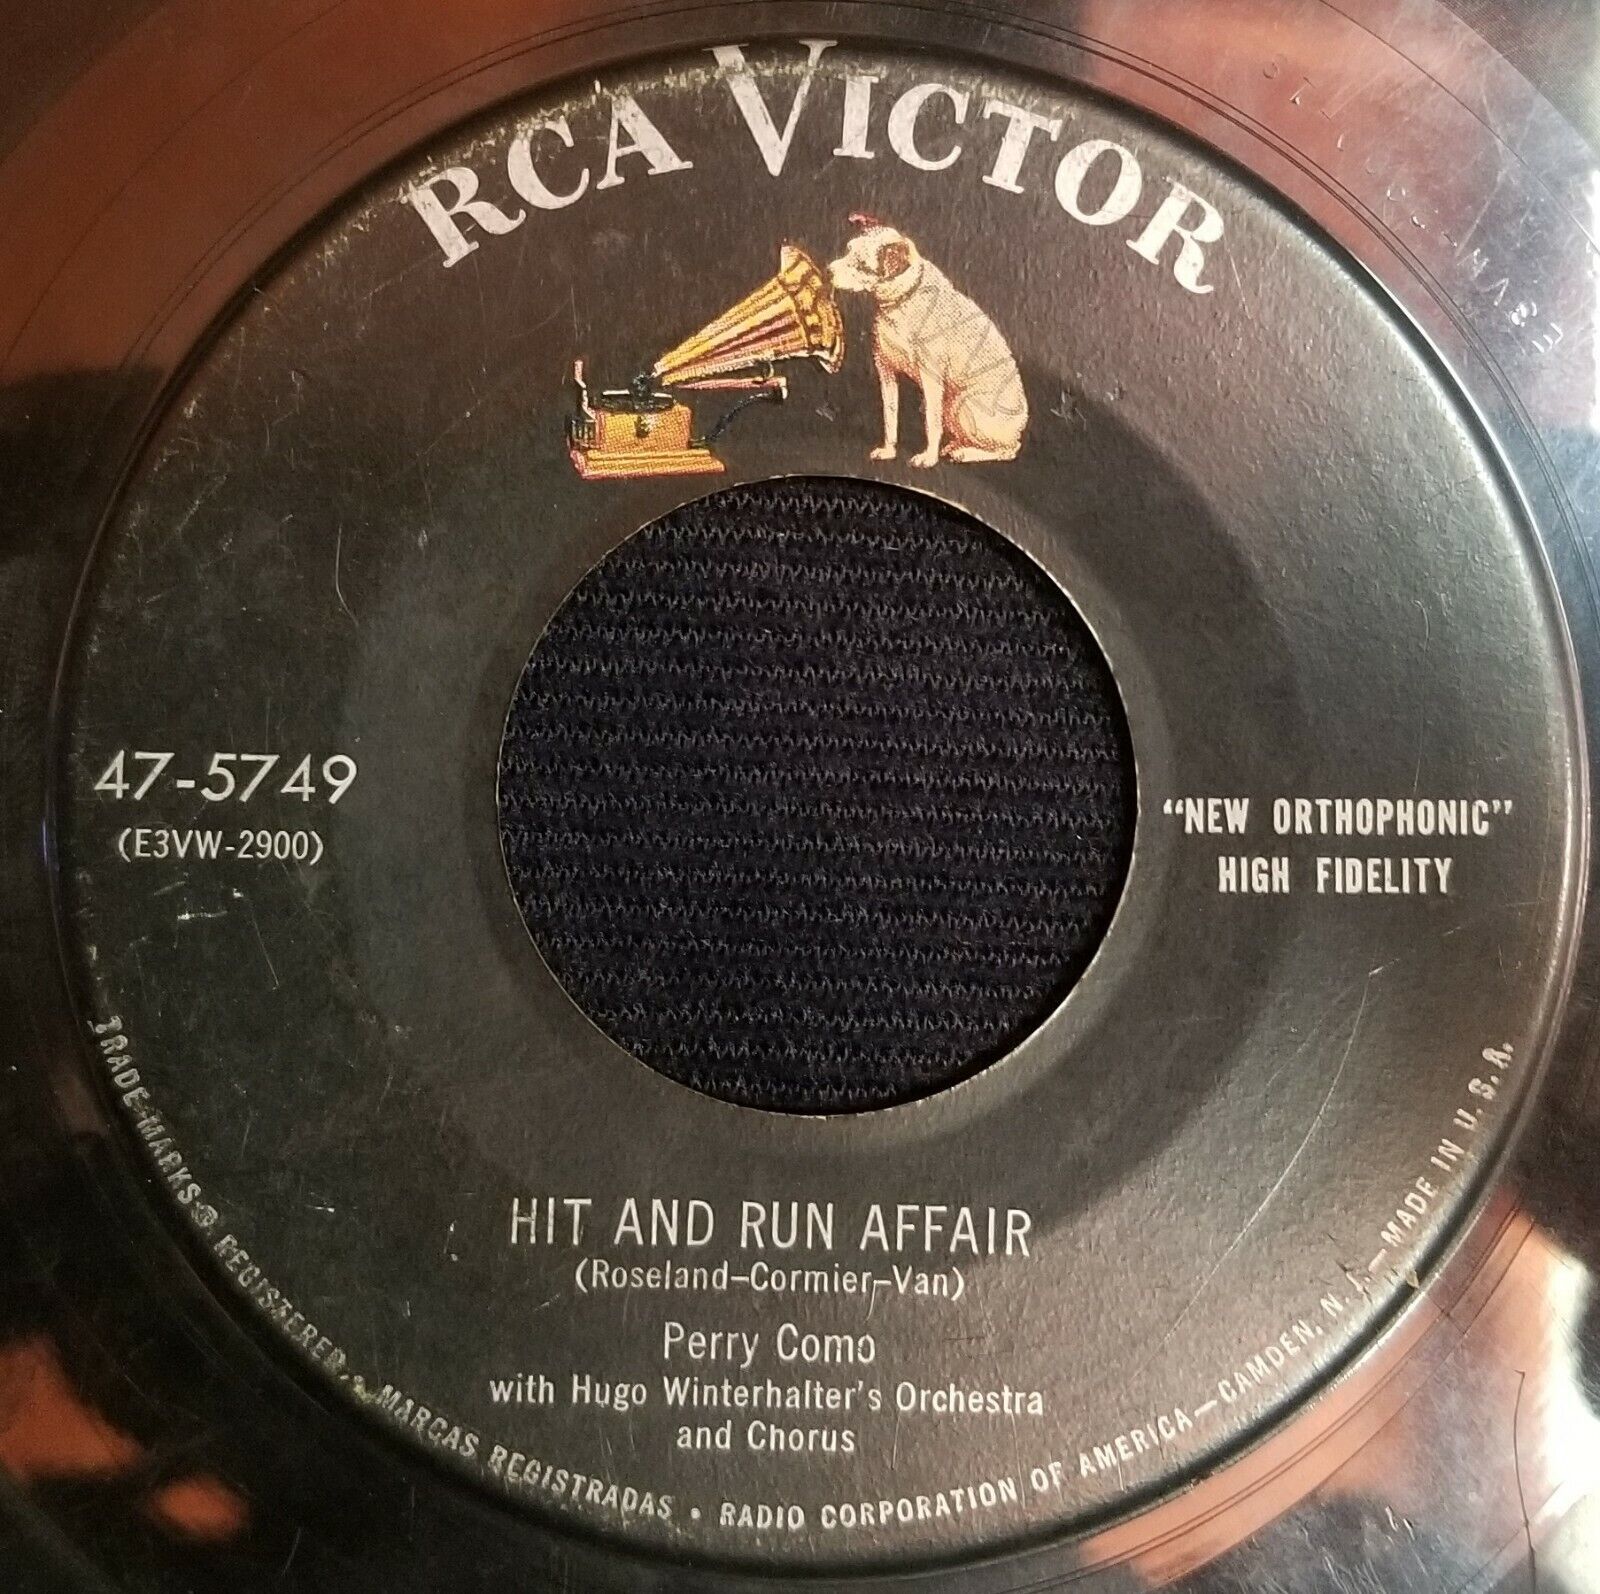 RCA VICTOR
47-5749
(E3VW-2900)
"NEW ORTHOPHONIC"
HIGH FIDELITY
HIT AND RUN AFFAIR
(Roseland-Cormier-Van)
Perry Como
with Hugo Winterhalter's Orchestra
and Chorus
TRADE MARKS ® REGISTERED • MARCAS REGISTRADAS • RADIO CORPORATION OF AMERICA—CAMDEN, N. J.—MADE IN U. S. A.